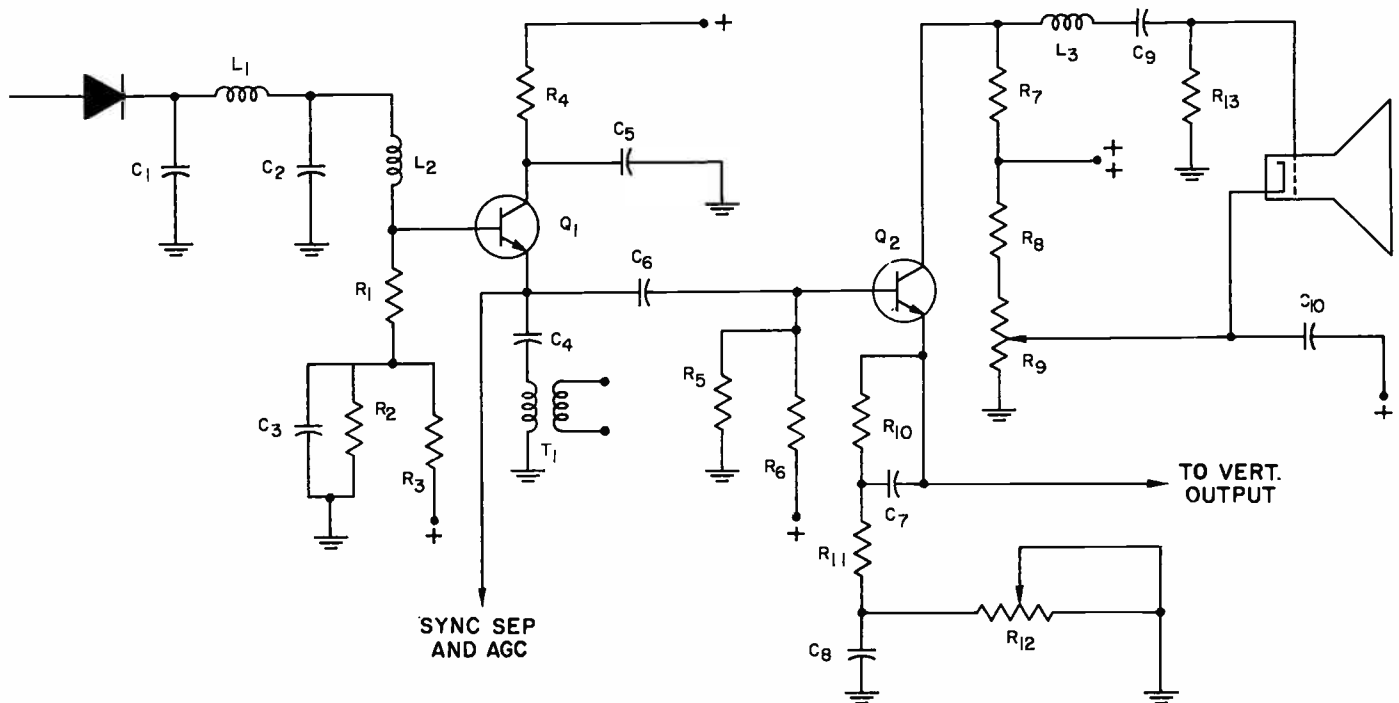 +
L1
R4
C5
C1
C2
L2
Q1
R1
C6
C4
C3
R2
R3
+
T1
R5
R6
+
SYNC SEP
AND AGC
L3
C9
R7
R13
+
+
R8
Q2
R9
C10
+
R10
C7
TO VERT.
OUTPUT
R11
R12
C8